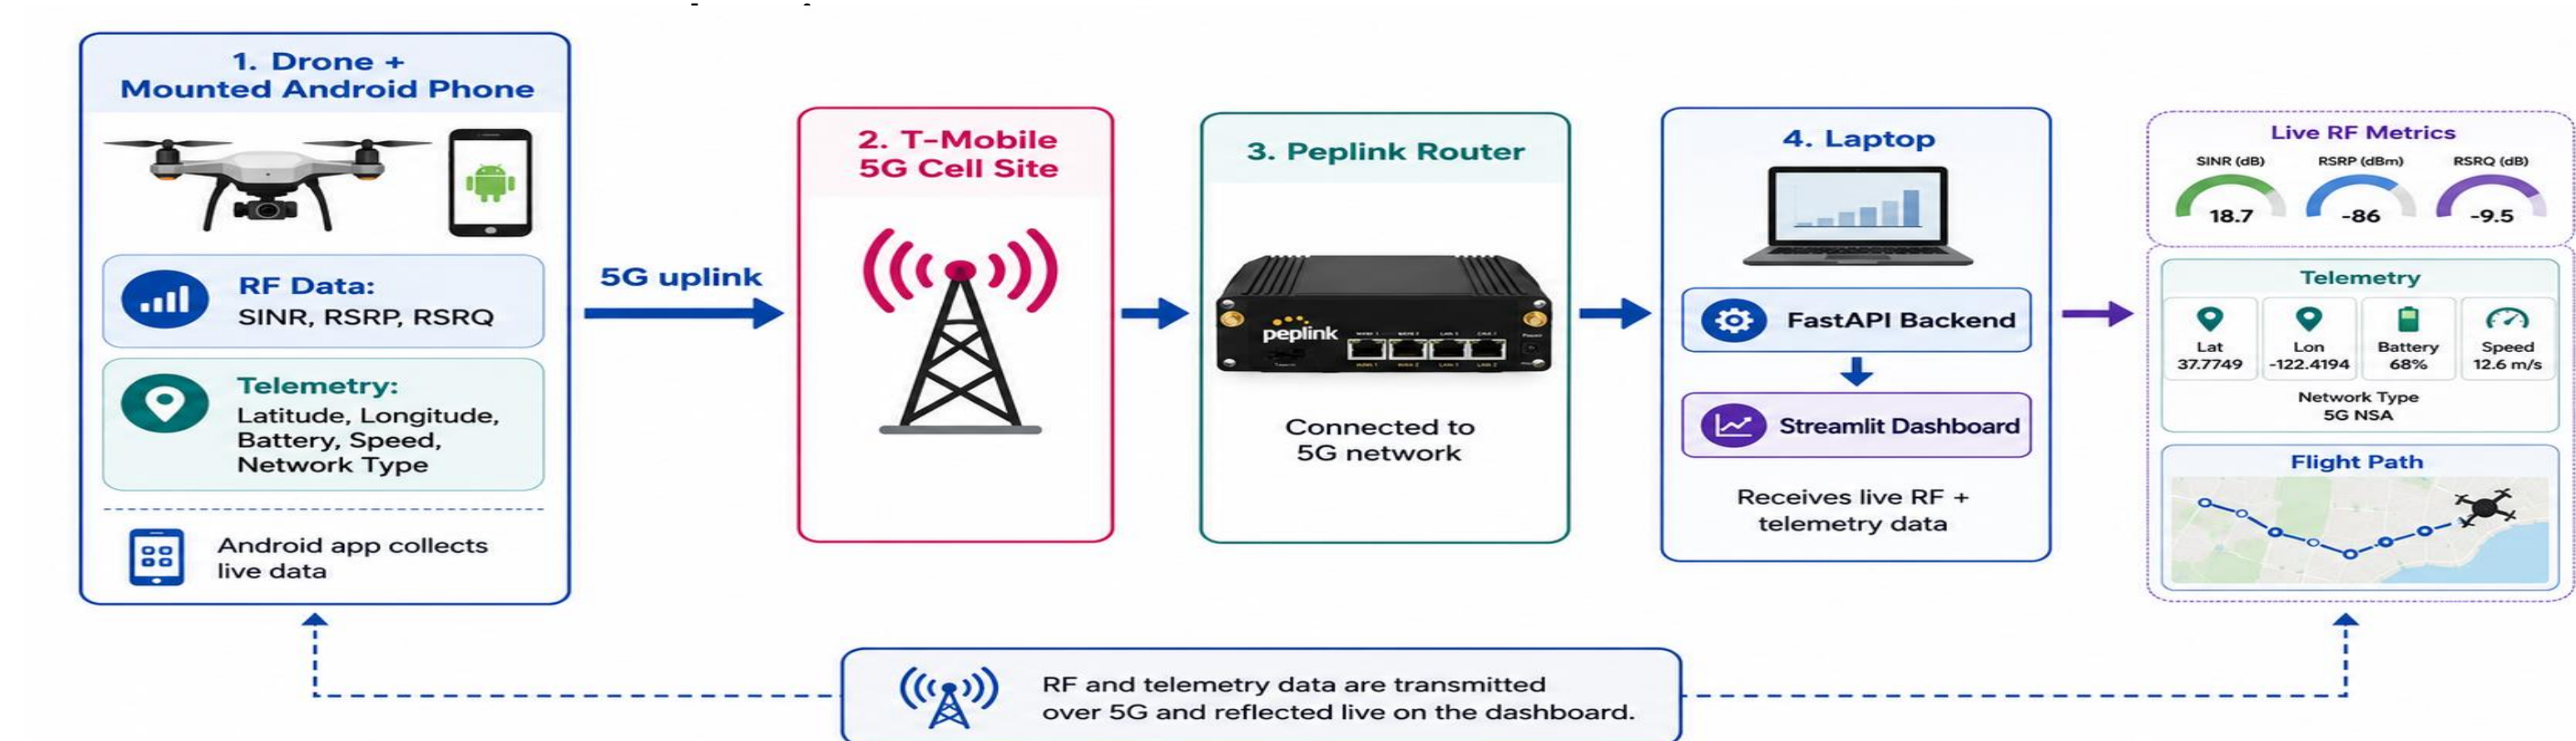 1. Drone +
Mounted Android Phone
RF Data:
SINR, RSRP, RSRQ
Telemetry:
Latitude, Longitude,
Battery, Speed,
Network Type
Android app collects
live data
5G uplink
2. T-Mobile
5G Cell Site
3. Peplink Router
peplink
Connected to
5G network
4. Laptop
FastAPI Backend
Streamlit Dashboard
Receives live RF +
telemetry data
Live RF Metrics
SINR (dB) RSRP (dBm) RSRQ (dB)
18.7 -86 -9.5
Telemetry
Lat Lon Battery Speed
37.7749 -122.4194 68% 12.6 m/s
Network Type
5G NSA
Flight Path
RF and telemetry data are transmitted
over 5G and reflected live on the dashboard.